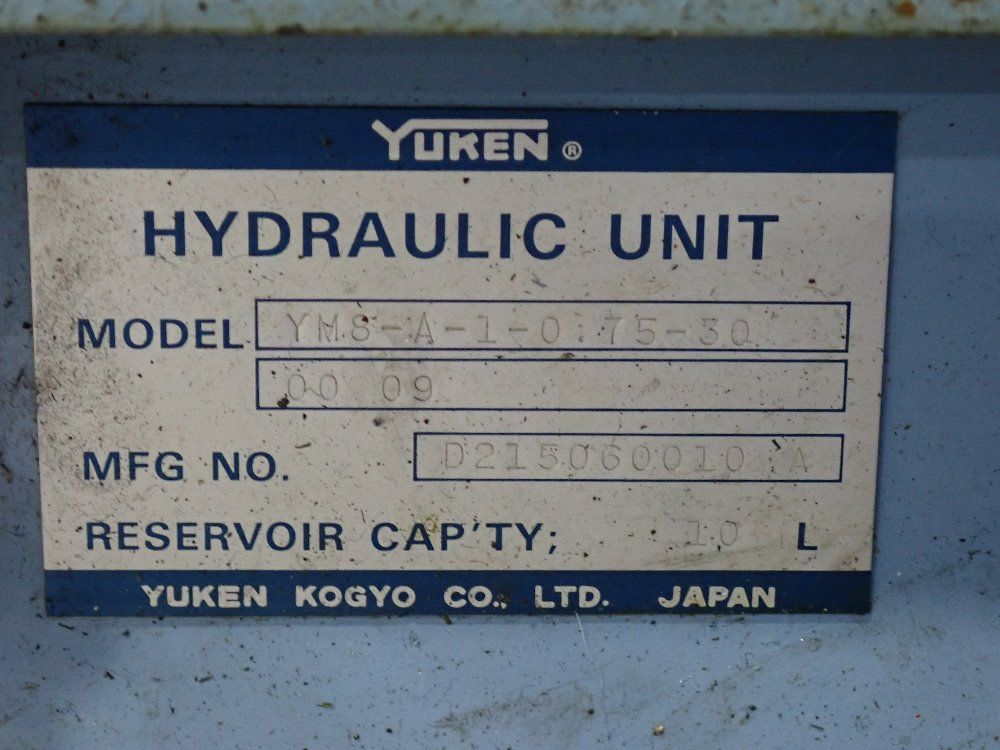 YUKEN®
HYDRAULIC UNIT
MODEL YMS-A-1-0.75-30
00 09
MFG NO. D215060010 A
RESERVOIR CAP'TY; 10 L
YUKEN KOGYO CO., LTD. JAPAN